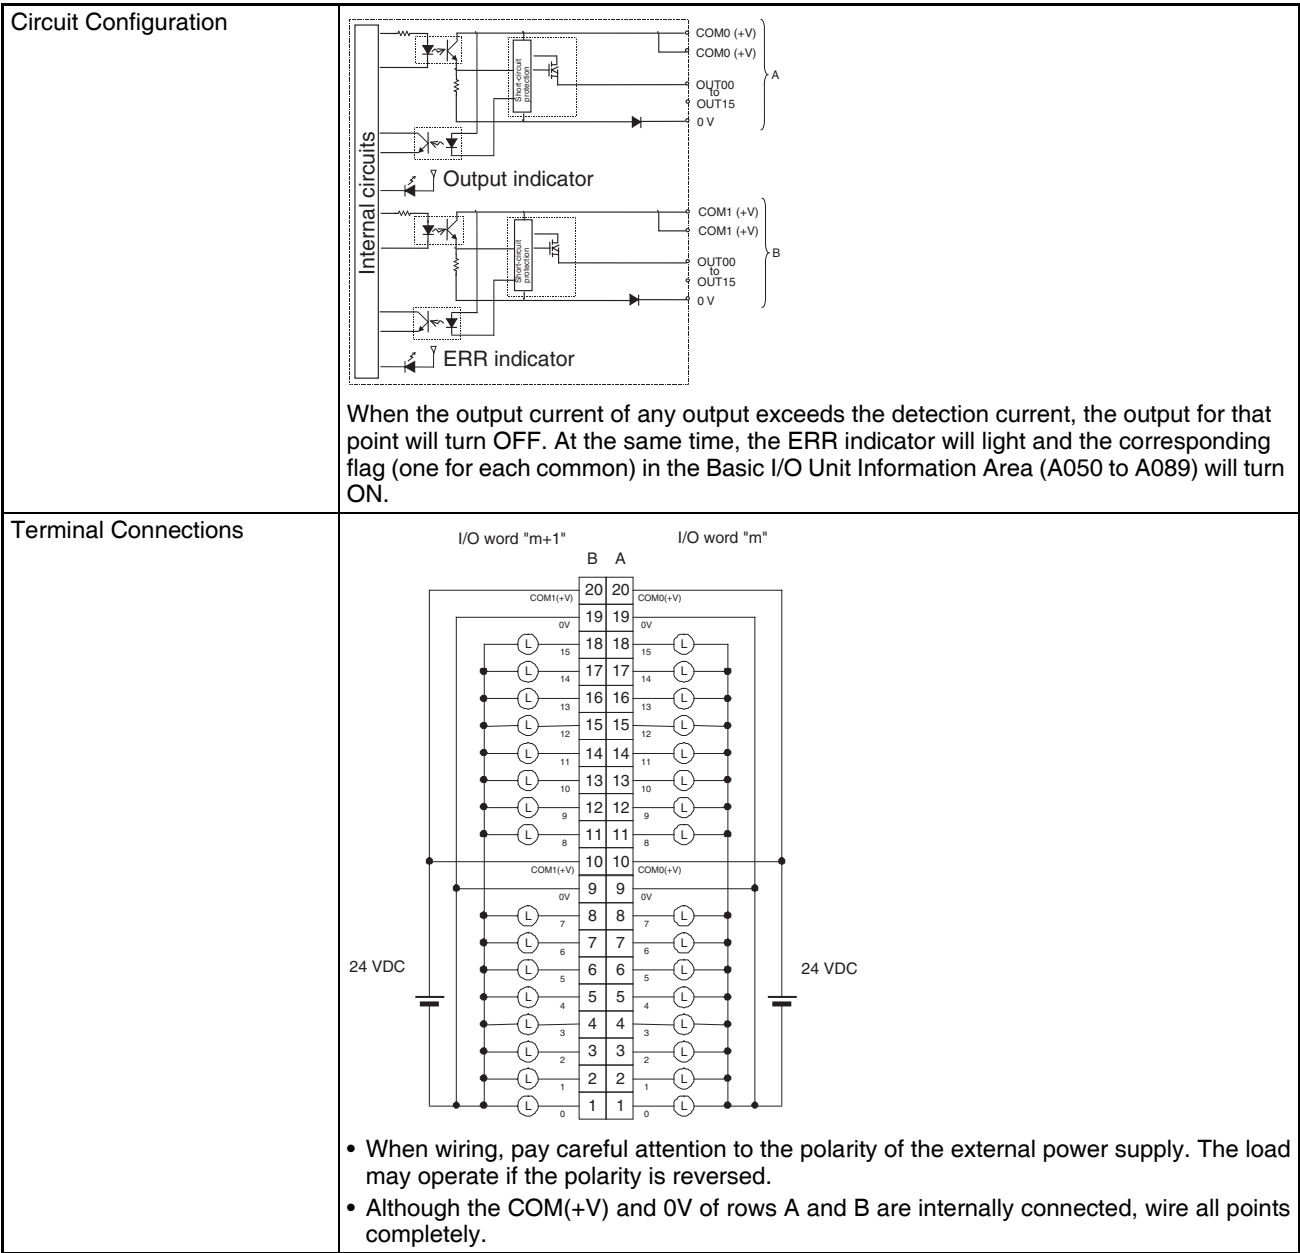 Circuit Configuration
Internal circuits
Short-circuit
protection
COM0 (+V)
COM0 (+V)
OUT00
to
OUT15
0 V
A
Output indicator
Short-circuit
protection
COM1 (+V)
COM1 (+V)
OUT00
to
OUT15
0 V
B
ERR indicator
When the output current of any output exceeds the detection current, the output for that
point will turn OFF. At the same time, the ERR indicator will light and the corresponding
flag (one for each common) in the Basic I/O Unit Information Area (A050 to A089) will turn
ON.
Terminal Connections
I/O word "m+1" I/O word "m"
B A
COM1(+V) 20 20 COM0(+V)
0V 19 19 0V
L 15 18 18 15 L
L 14 17 17 14 L
L 13 16 16 13 L
L 12 15 15 12 L
L 11 14 14 11 L
L 10 13 13 10 L
L 9 12 12 9 L
L 8 11 11 8 L
COM1(+V) 10 10 COM0(+V)
0V 9 9 0V
L 7 8 8 7 L
L 6 7 7 6 L
24 VDC L 5 6 6 5 L 24 VDC
L 4 5 5 4 L
L 3 4 4 3 L
L 2 3 3 2 L
L 1 2 2 1 L
L 0 1 1 0 L
• When wiring, pay careful attention to the polarity of the external power supply. The load
may operate if the polarity is reversed.
• Although the COM(+V) and 0V of rows A and B are internally connected, wire all points
completely.